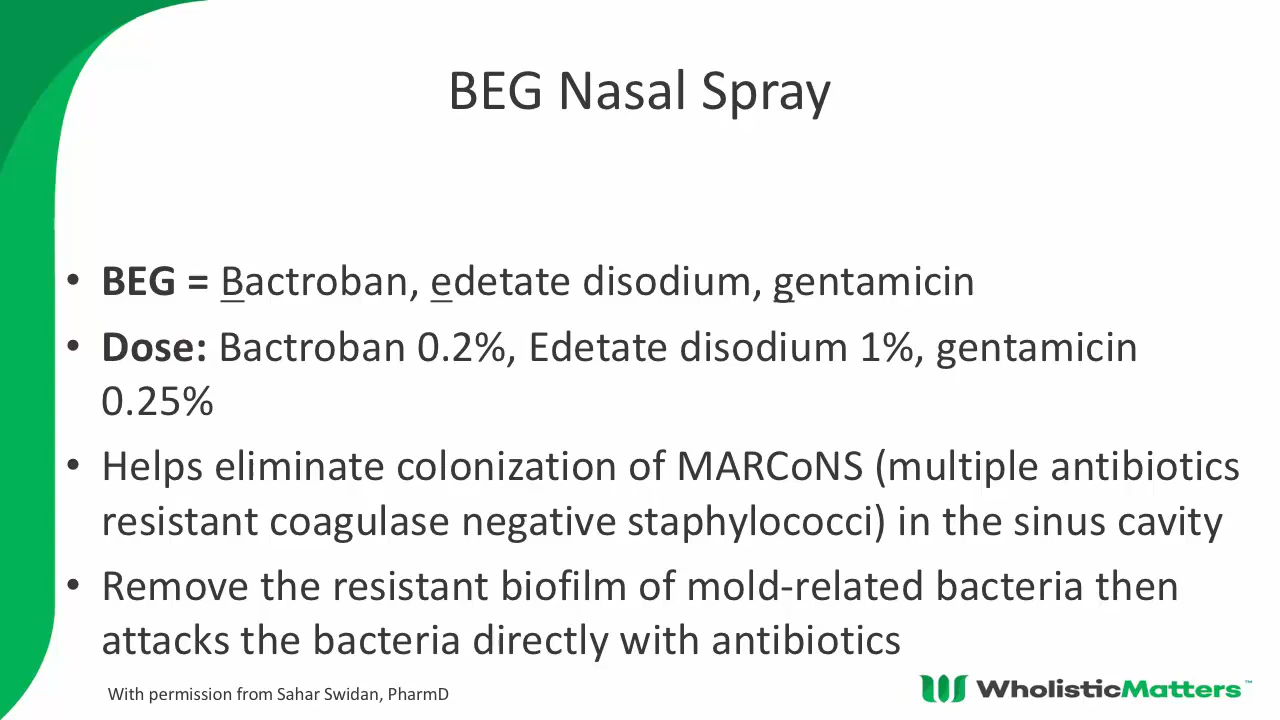 BEG Nasal Spray
• BEG = Bactroban, edetate disodium, gentamicin
• Dose: Bactroban 0.2%, Edetate disodium 1%, gentamicin
0.25%
• Helps eliminate colonization of MARCoNS (multiple antibiotics
resistant coagulase negative staphylococci) in the sinus cavity
• Remove the resistant biofilm of mold-related bacteria then
attacks the bacteria directly with antibiotics
With permission from Sahar Swidan, PharmD
WholisticMatters™